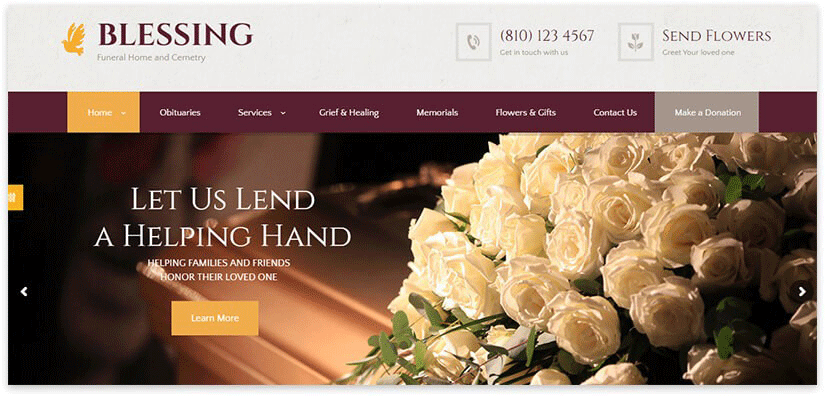 BLESSING
Funeral Home and Cemetry
(810) 123 4567
Get in touch with us
Send Flowers
Greet Your loved one
Home
Obituaries
Services
Grief & Healing
Memorials
Flowers & Gifts
Contact Us
Make a Donation
Let Us Lend
a Helping Hand
HELPING FAMILIES AND FRIENDS
HONOR THEIR LOVED ONE
Learn More